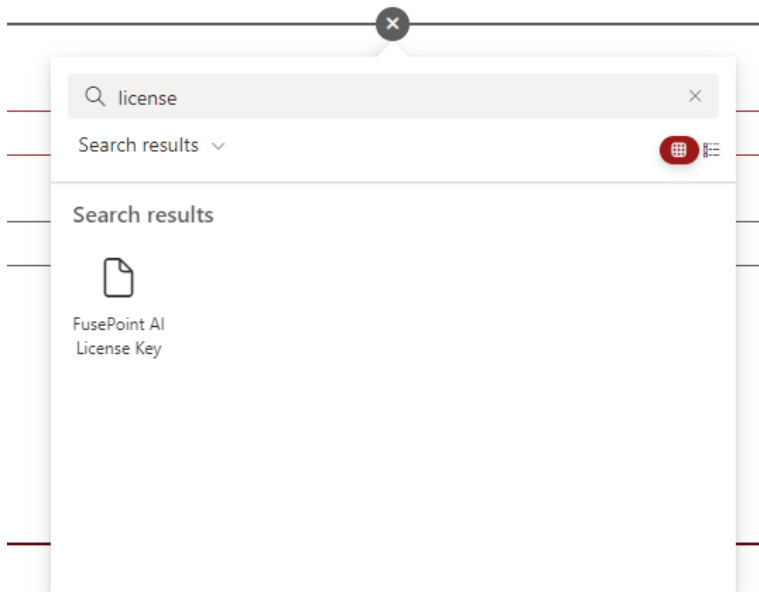 license
Search results
Search results
FusePoint AI
License Key